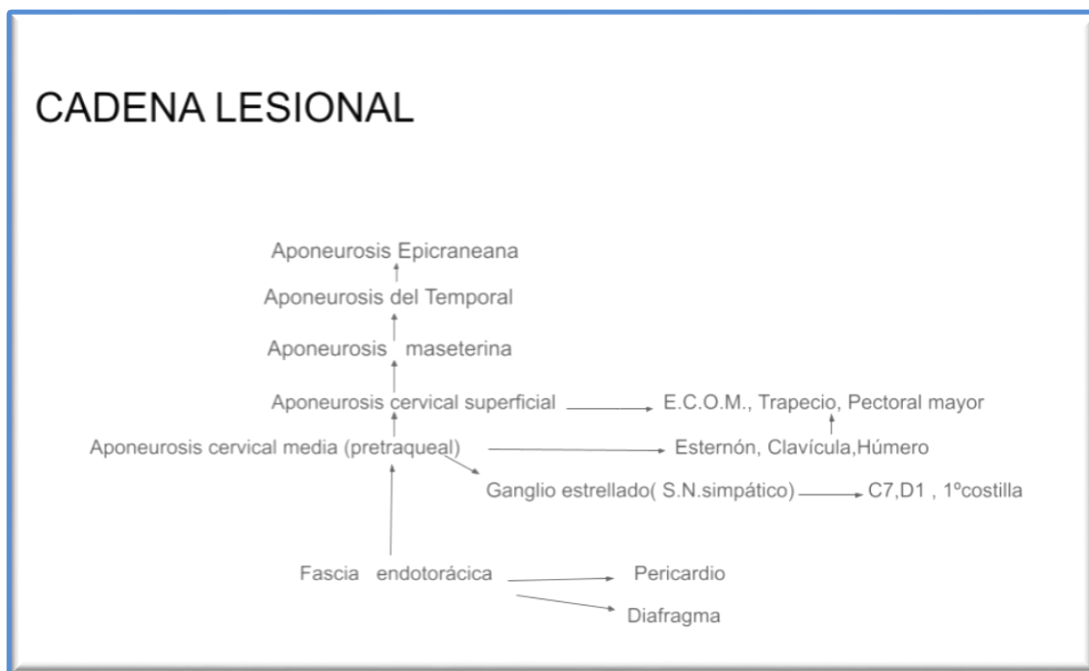 CADENA LESIONAL
Aponeurosis Epicraneana
Aponeurosis del Temporal
Aponeurosis maseterina
Aponeurosis cervical superficial
E.C.O.M., Trapecio, Pectoral mayor
Aponeurosis cervical media (pretraqueal)
Esternón, Clavícula,Húmero
Ganglio estrellado( S.N.simpático)
C7,D1 , 1ºcostilla
Fascia endotorácica
Pericardio
Diafragma